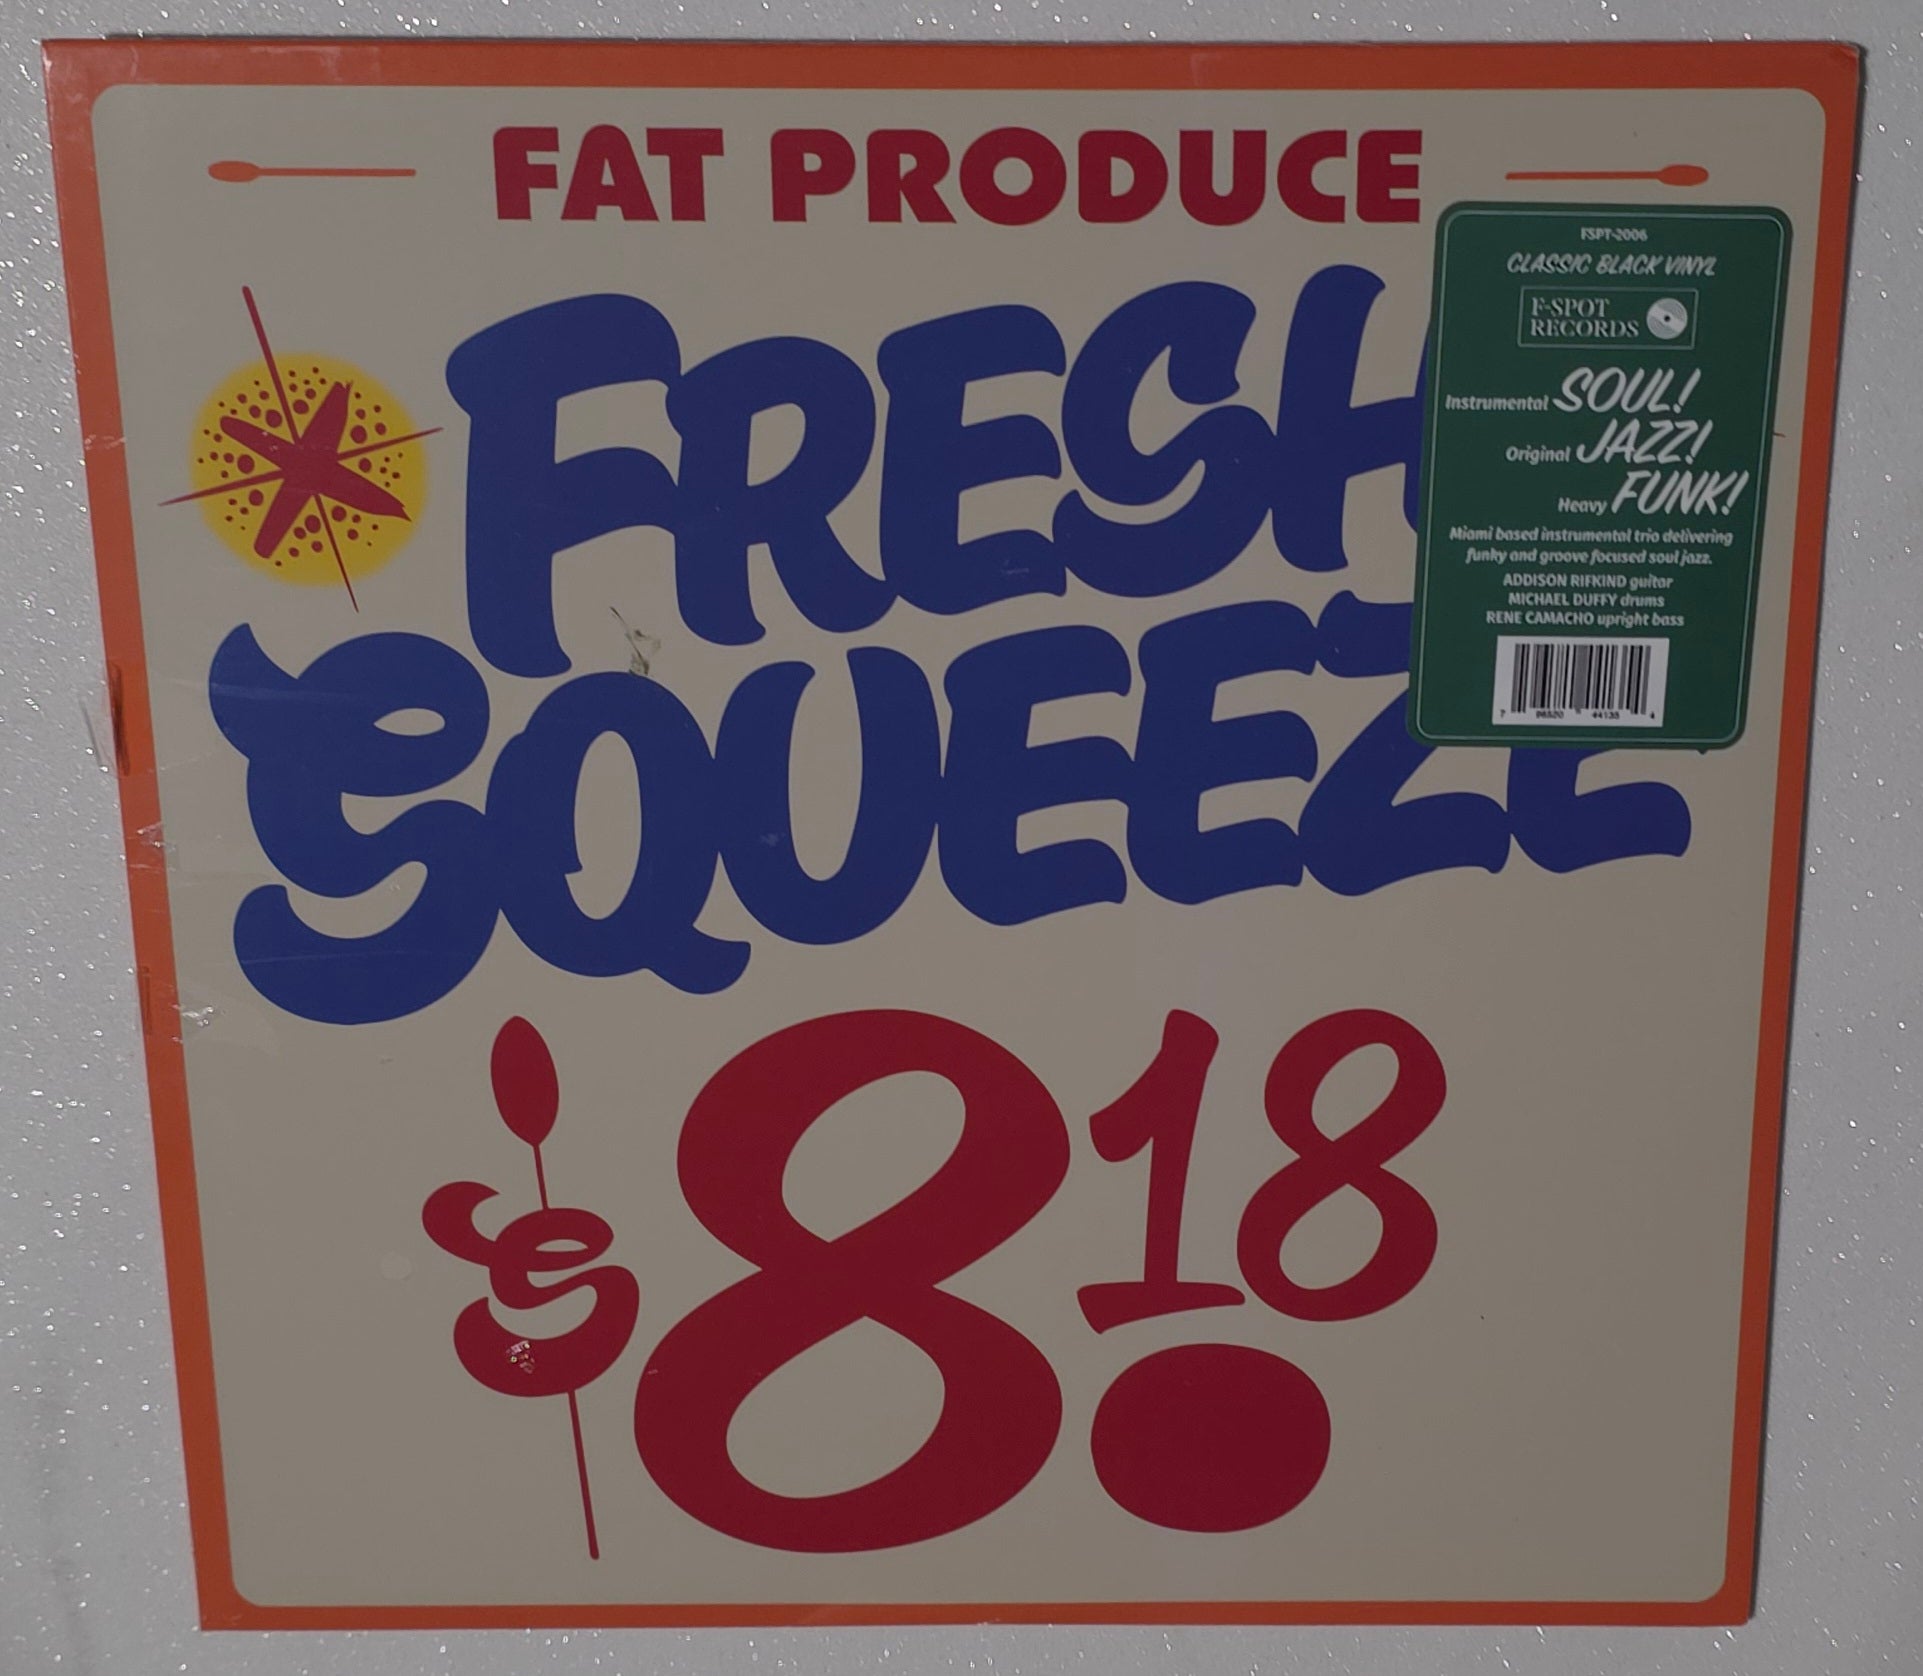 FAT PRODUCE
FRESH
SQUEEZE
$8.18
FSPT-2006
CLASSIC BLACK VINYL
F-SPOT
RECORDS
Instrumental SOUL!
Original JAZZ!
Heavy FUNK!
Miami based instrumental trio delivering
funky and groove focused soul jazz.
ADDISON RIFKIND guitar
MICHAEL DUFFY drums
RENE CAMACHO upright bass